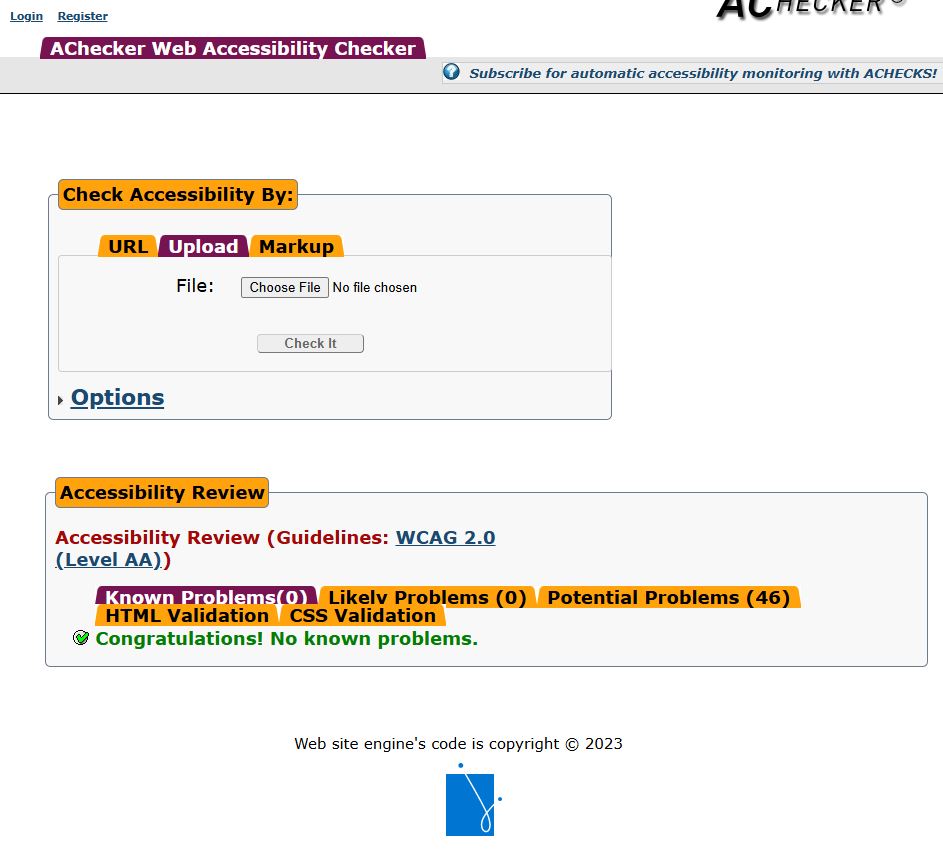 Login Register
ACHECKER®
AChecker Web Accessibility Checker
Subscribe for automatic accessibility monitoring with ACHECKS!
Check Accessibility By:
URL Upload Markup
File: Choose File No file chosen
Check It
Options
Accessibility Review
Accessibility Review (Guidelines: WCAG 2.0
(Level AA))
Known Problems(0) Likely Problems (0) Potential Problems (46)
HTML Validation CSS Validation
Congratulations! No known problems.
Web site engine's code is copyright © 2023